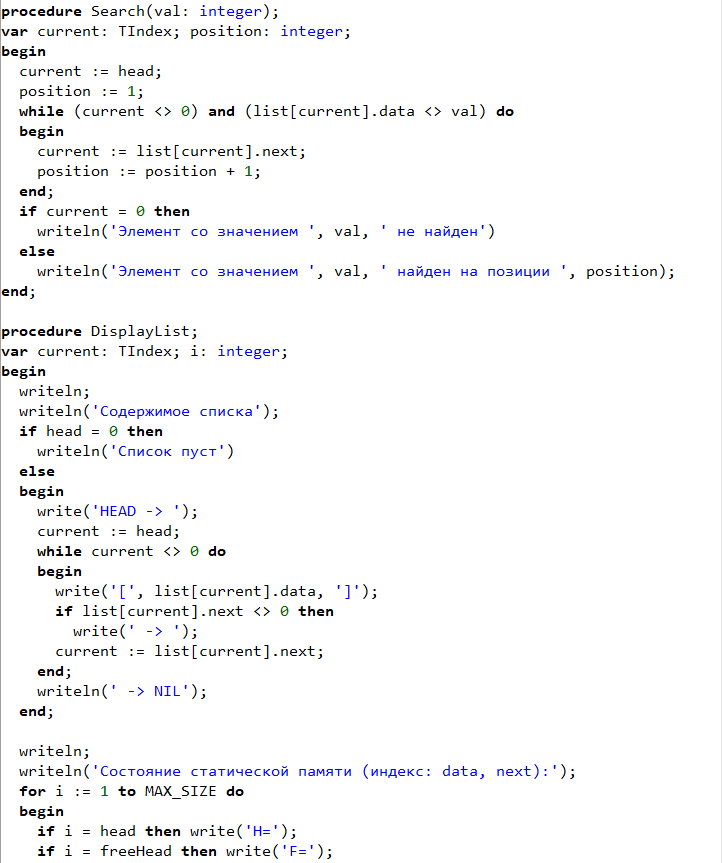 procedure Search(val: integer);
var current: TIndex; position: integer;
begin
  current := head;
  position := 1;
  while (current <> 0) and (list[current].data <> val) do
  begin
    current := list[current].next;
    position := position + 1;
  end;
  if current = 0 then
    writeln('Элемент со значением ', val, ' не найден')
  else
    writeln('Элемент со значением ', val, ' найден на позиции ', position);
end;

procedure DisplayList;
var current: TIndex; i: integer;
begin
  writeln;
  writeln('Содержимое списка');
  if head = 0 then
    writeln('Список пуст')
  else
  begin
    write('HEAD -> ');
    current := head;
    while current <> 0 do
    begin
      write('[', list[current].data, ']');
      if list[current].next <> 0 then
        write(' -> ');
      current := list[current].next;
    end;
    writeln(' -> NIL');
  end;

  writeln;
  writeln('Состояние статической памяти (индекс: data, next):');
  for i := 1 to MAX_SIZE do
  begin
    if i = head then write('H=');
    if i = freeHead then write('F=');